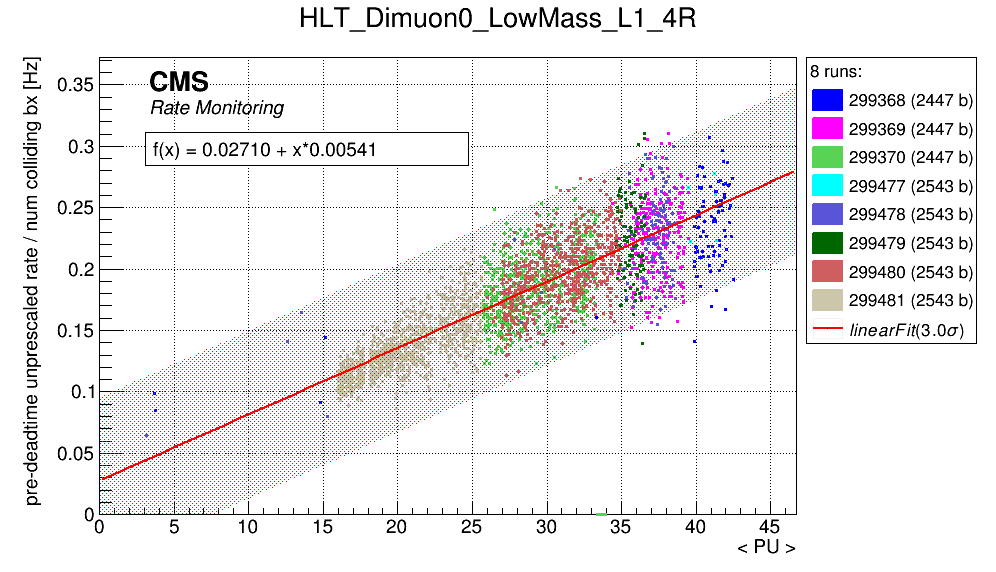 HLT_Dimuon0_LowMass_L1_4R
pre-deadtime unprescaled rate / num colliding bx [Hz]
CMS
Rate Monitoring
f(x) = 0.02710 + x*0.00541
0.35
0.3
0.25
0.2
0.15
0.1
0.05
0
0 5 10 15 20 25 30 35 40 45
< PU >
8 runs:
299368 (2447 b)
299369 (2447 b)
299370 (2447 b)
299477 (2543 b)
299478 (2543 b)
299479 (2543 b)
299480 (2543 b)
299481 (2543 b)
linearFit(3.0σ)